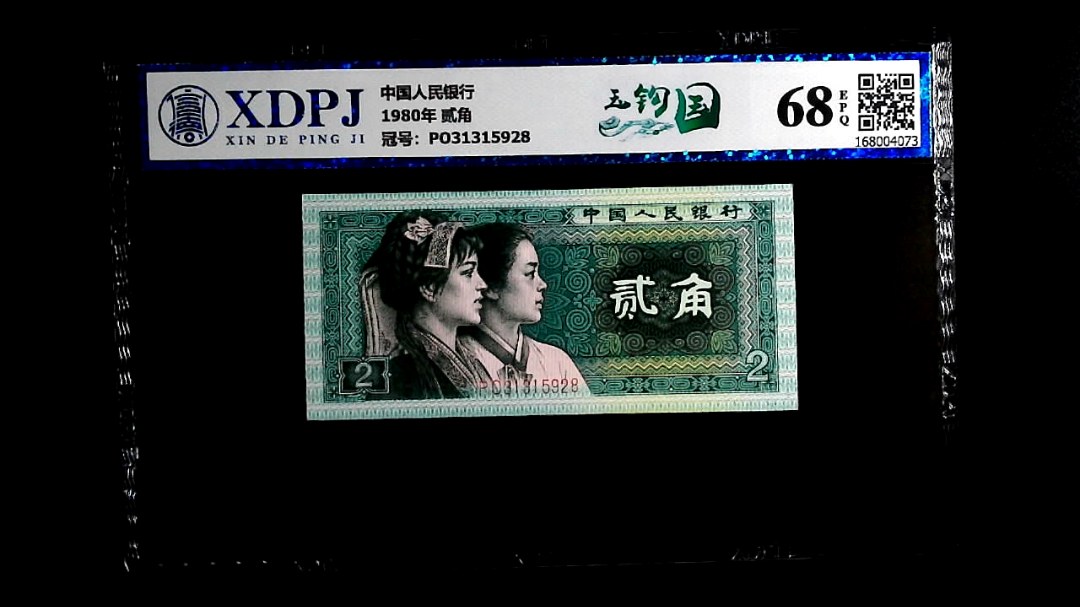 XDPJ
XIN DE PING JI
中国人民银行
1980年 贰角
冠号：PO31315928
玉钩国
68
EPQ
168004073
中国人民银行
贰角
2
2
PO31315928